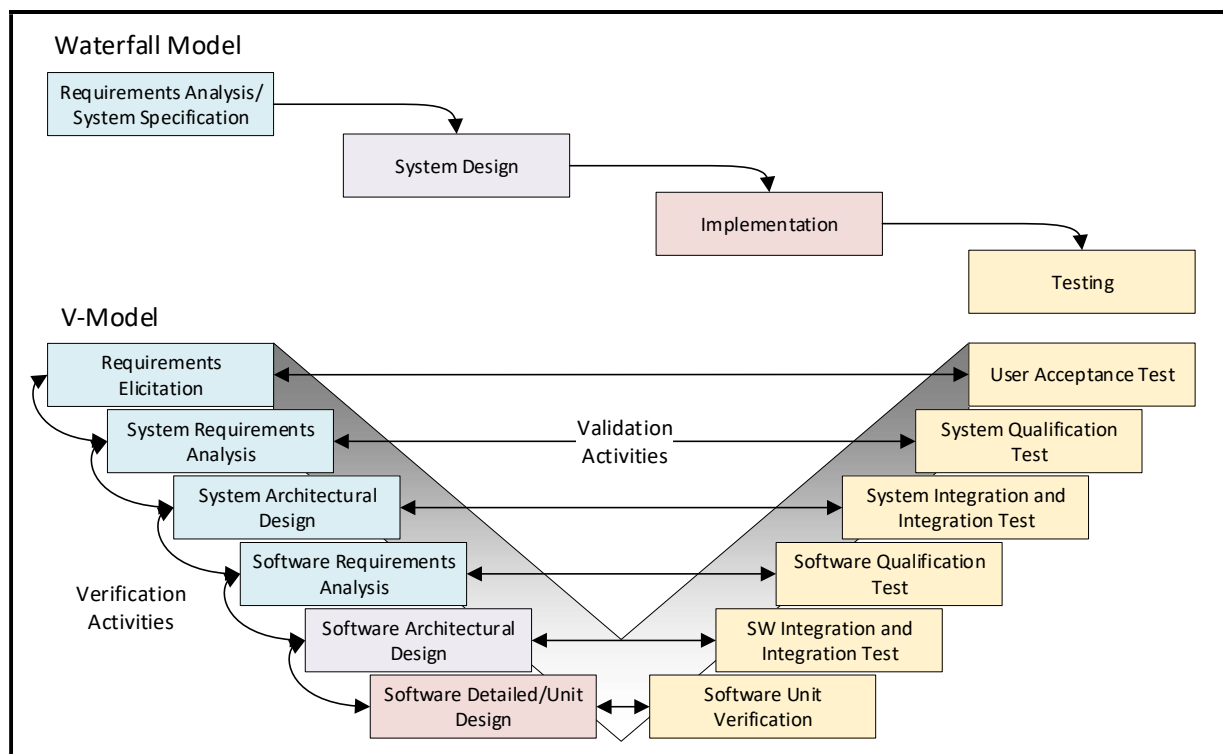 Waterfall Model
Requirements Analysis/
System Specification
System Design
Implementation
Testing
V-Model
Requirements
Elicitation
User Acceptance Test
System Requirements
Analysis
Validation
Activities
System Qualification
Test
System Architectural
Design
System Integration and
Integration Test
Software Requirements
Analysis
Software Qualification
Test
Verification
Activities
Software Architectural
Design
SW Integration and
Integration Test
Software Detailed/Unit
Design
Software Unit
Verification